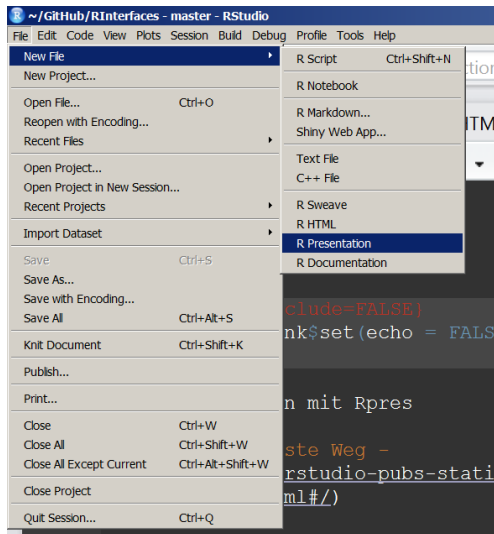 ~/GitHub/RInterfaces - master - RStudio
File Edit Code View Plots Session Build Debug Profile Tools Help
New File
New Project...
Open File... Ctrl+O
Reopen with Encoding...
Recent Files
Open Project...
Open Project in New Session...
Recent Projects
Import Dataset
Save Ctrl+S
Save As...
Save with Encoding...
Save All Ctrl+Alt+S
Knit Document Ctrl+Shift+K
Publish...
Print...
Close Ctrl+W
Close All Ctrl+Shift+W
Close All Except Current Ctrl+Alt+Shift+W
Close Project
Quit Session... Ctrl+Q
R Script Ctrl+Shift+N
R Notebook
R Markdown...
Shiny Web App...
Text File
C++ File
R Sweave
R HTML
R Presentation
R Documentation
clude=FALSE}
nk$set(echo = FALS
n mit Rpres
ste Weg -
rstudio-pubs-stati
ml#/)